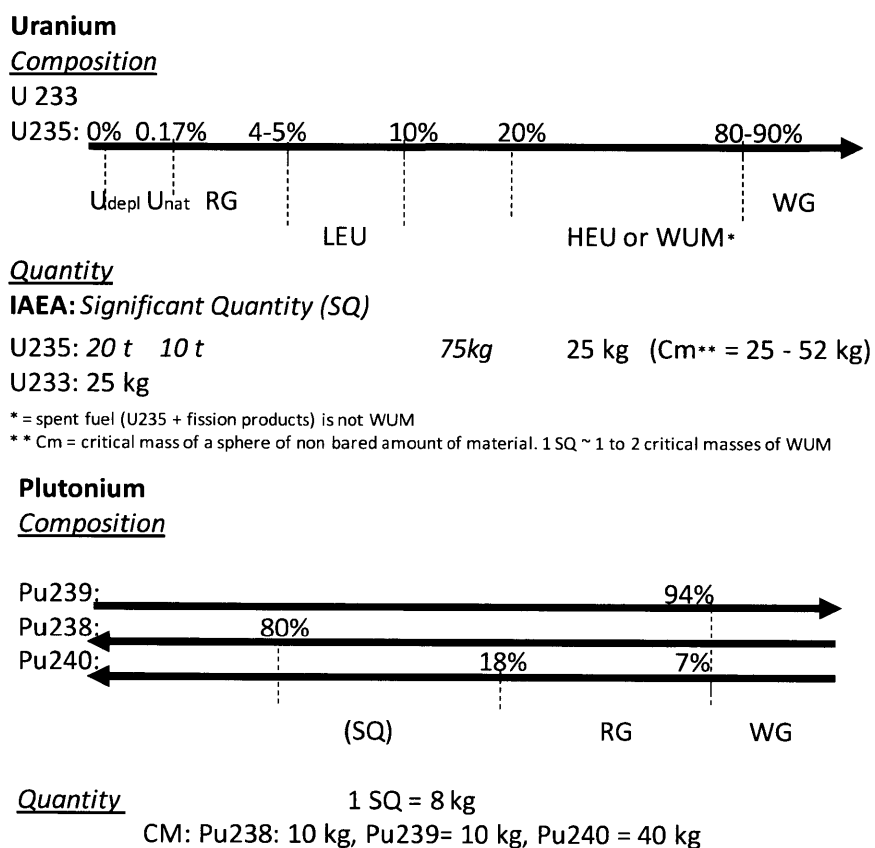 Uranium
Composition
U 233
U235: 0% 0.17% 4-5% 10% 20% 80-90%
Udepl Unat RG WG
LEU HEU or WUM*
Quantity
IAEA: Significant Quantity (SQ)
U235: 20 t 10 t 75kg 25 kg (Cm** = 25 - 52 kg)
U233: 25 kg
* = spent fuel (U235 + fission products) is not WUM
* * Cm = critical mass of a sphere of non bared amount of material. 1 SQ ~ 1 to 2 critical masses of WUM
Plutonium
Composition
Pu239: 94%
Pu238: 80%
Pu240: 18% 7%
(SQ) RG WG
Quantity 1 SQ = 8 kg
CM: Pu238: 10 kg, Pu239= 10 kg, Pu240 = 40 kg